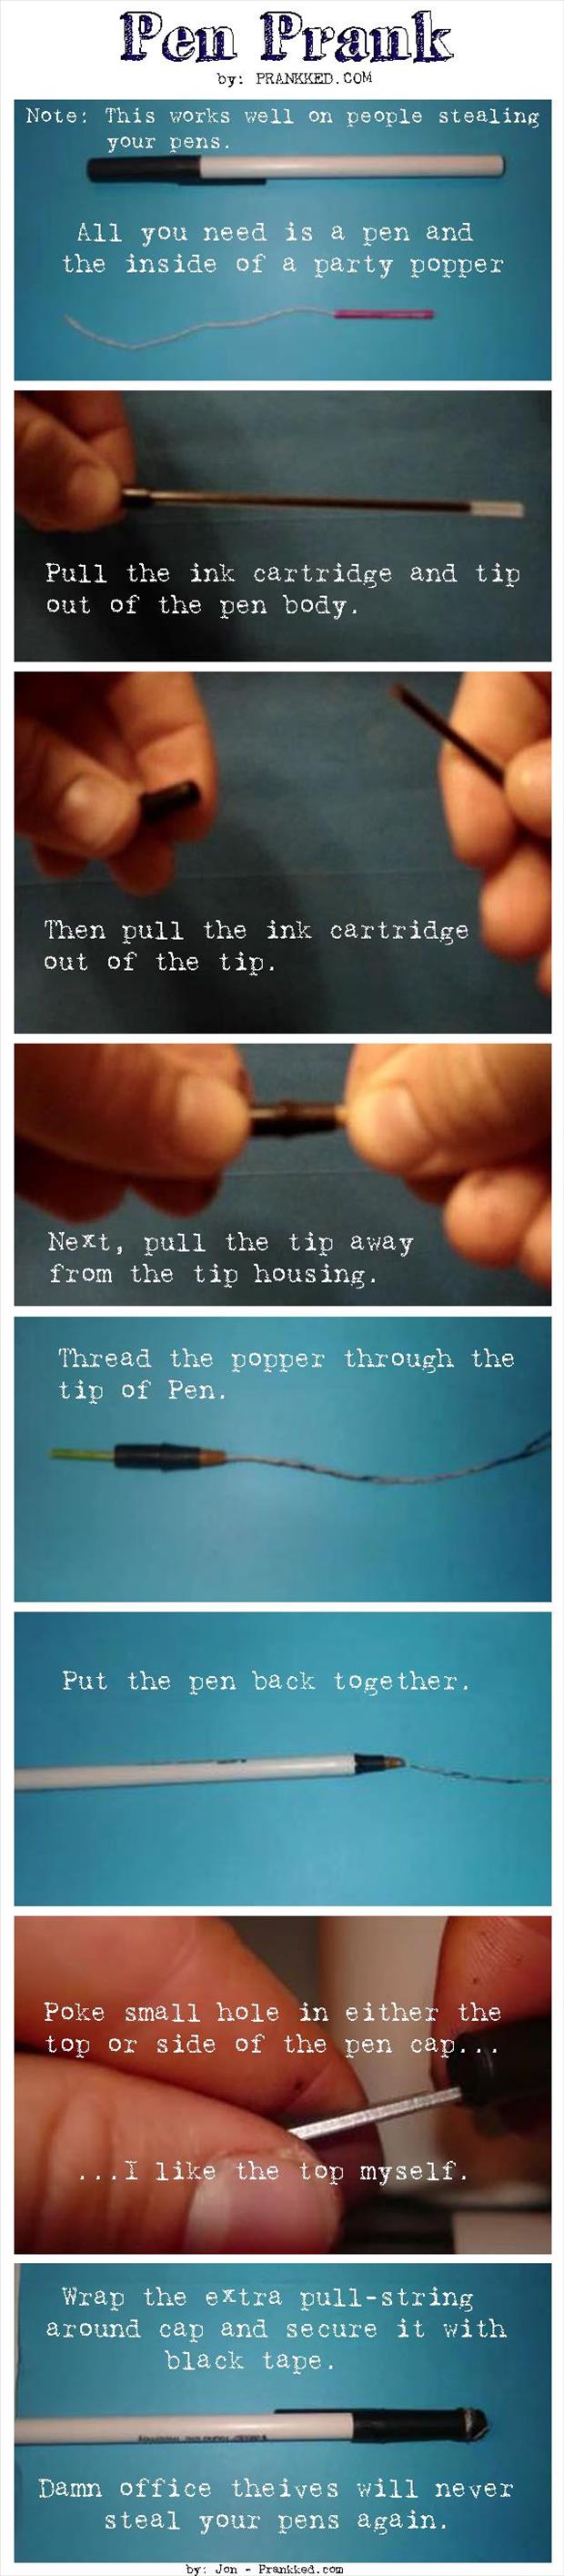 Pen Prank
by: PRANKKED.COM
Note: This works well on people stealing
your pens.
All you need is a pen and
the inside of a party popper
Pull the ink cartridge and tip
out of the pen body.
Then pull the ink cartridge
out of the tip.
Next, pull the tip away
from the tip housing.
Thread the popper through the
tip of Pen.
Put the pen back together.
Poke small hole in either the
top or side of the pen cap...
...I like the top myself.
Wrap the extra pull-string
around cap and secure it with
black tape.
Damn office theives will never
steal your pens again.
by: Jon - Prankked.com